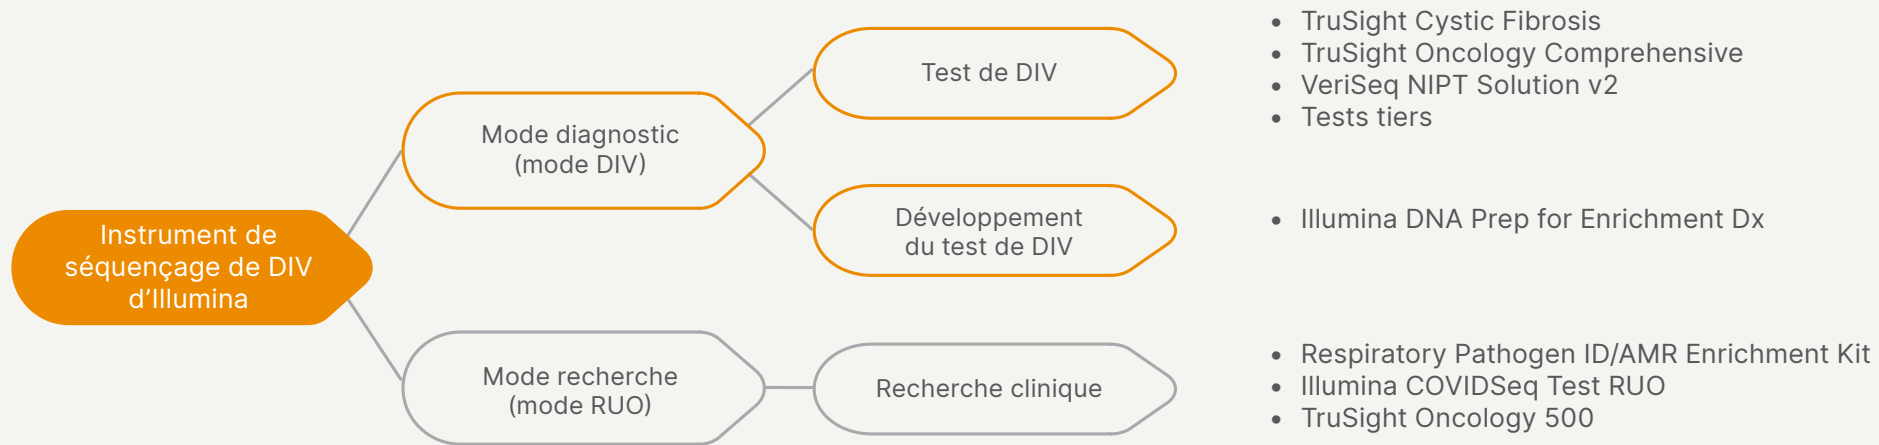 Instrument de
séquençage de DIV
d’Illumina
Mode diagnostic
(mode DIV)
Test de DIV
• TruSight Cystic Fibrosis
• TruSight Oncology Comprehensive
• VeriSeq NIPT Solution v2
• Tests tiers
Développement
du test de DIV
• Illumina DNA Prep for Enrichment Dx
Mode recherche
(mode RUO)
Recherche clinique
• Respiratory Pathogen ID/AMR Enrichment Kit
• Illumina COVIDSeq Test RUO
• TruSight Oncology 500